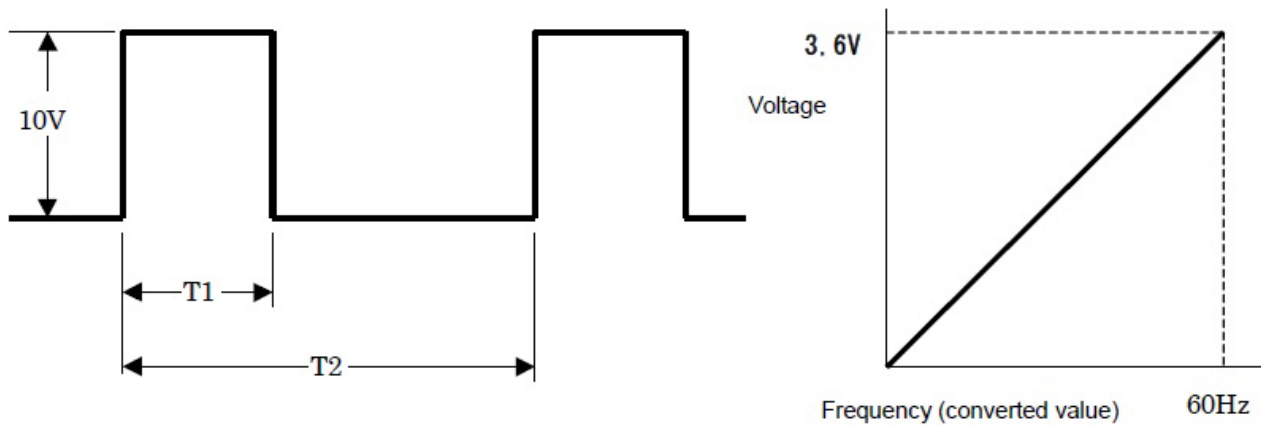 10V
T1
T2
3.6V
Voltage
Frequency (converted value)
60Hz